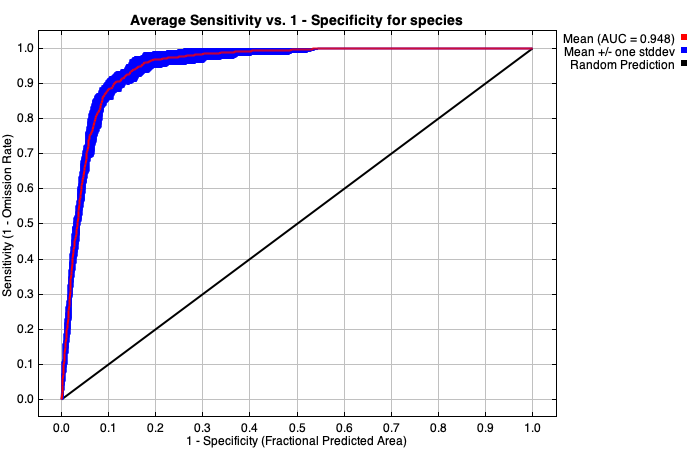 Average Sensitivity vs. 1 - Specificity for species
Mean (AUC = 0.948)
Mean +/- one stddev
Random Prediction
Sensitivity (1 - Omission Rate)
1.0
0.9
0.8
0.7
0.6
0.5
0.4
0.3
0.2
0.1
0.0
0.0 0.1 0.2 0.3 0.4 0.5 0.6 0.7 0.8 0.9 1.0
1 - Specificity (Fractional Predicted Area)